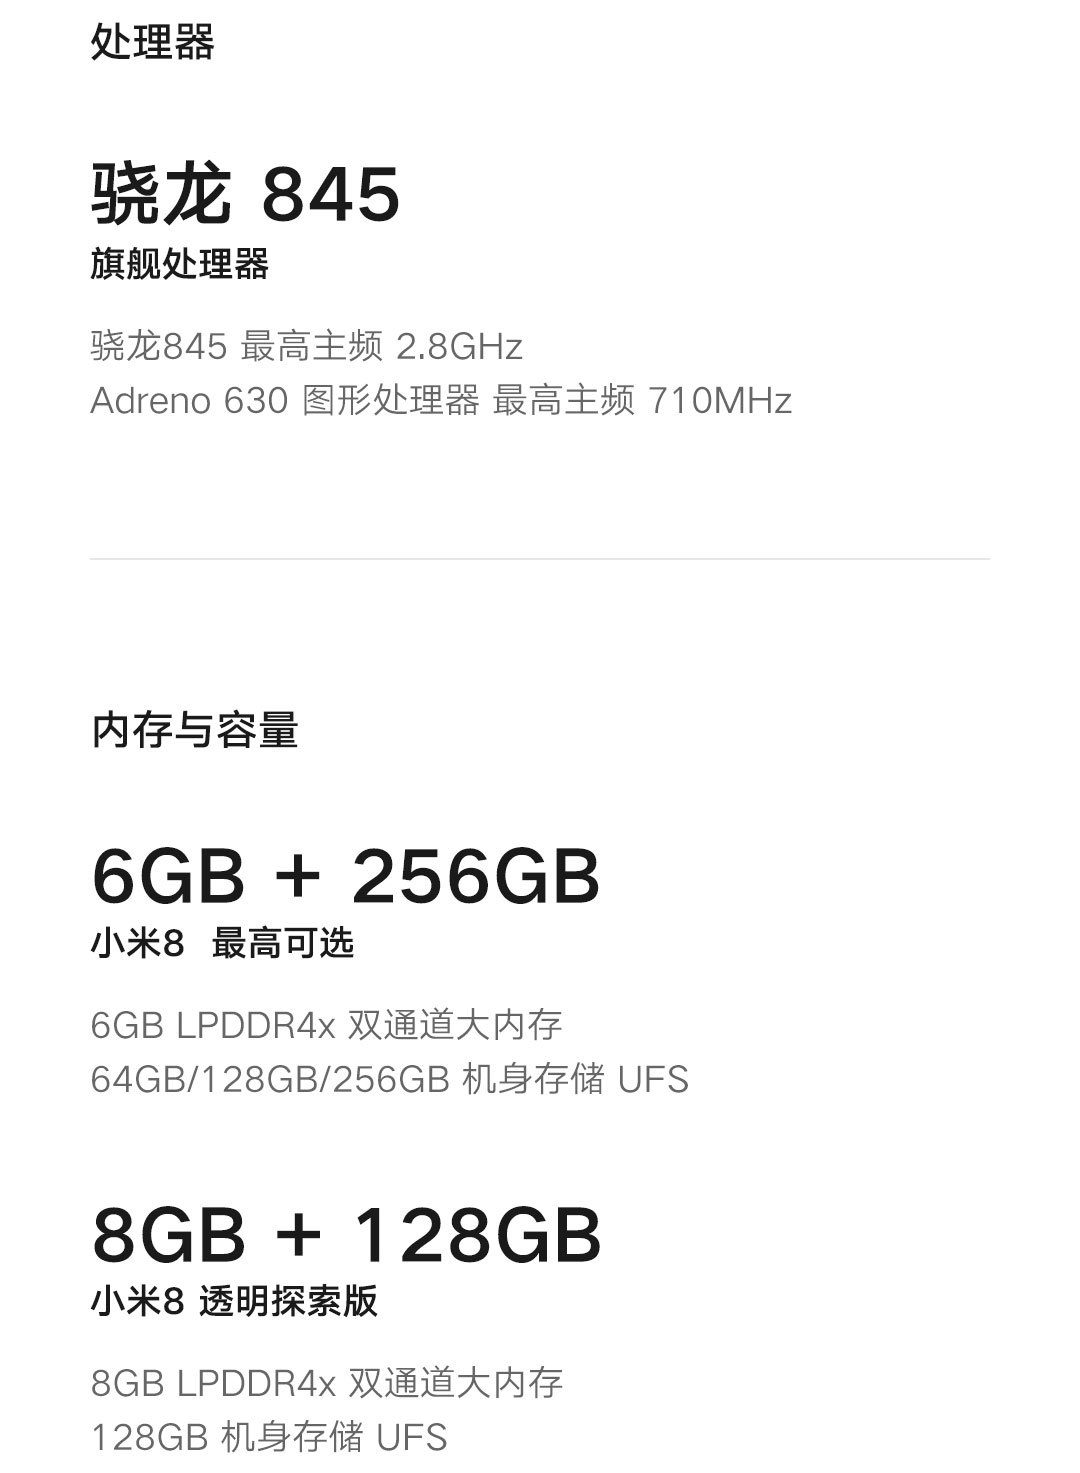 处理器
骁龙 845
旗舰处理器
骁龙845 最高主频 2.8GHz
Adreno 630 图形处理器 最高主频 710MHz
内存与容量
6GB + 256GB
小米8 最高可选
6GB LPDDR4x 双通道大内存
64GB/128GB/256GB 机身存储 UFS
8GB + 128GB
小米8 透明探索版
8GB LPDDR4x 双通道大内存
128GB 机身存储 UFS